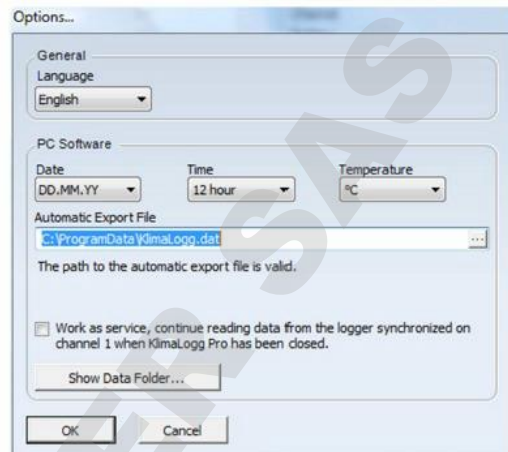 Options...
General
Language
English
PC Software
Date Time Temperature
DD.MM.YY 12 hour ºC
Automatic Export File
C:\ProgramData\KlimaLogg.dat ...
The path to the automatic export file is valid.
Work as service, continue reading data from the logger synchronized on
channel 1 when KlimaLogg Pro has been closed.
Show Data Folder...
OK Cancel